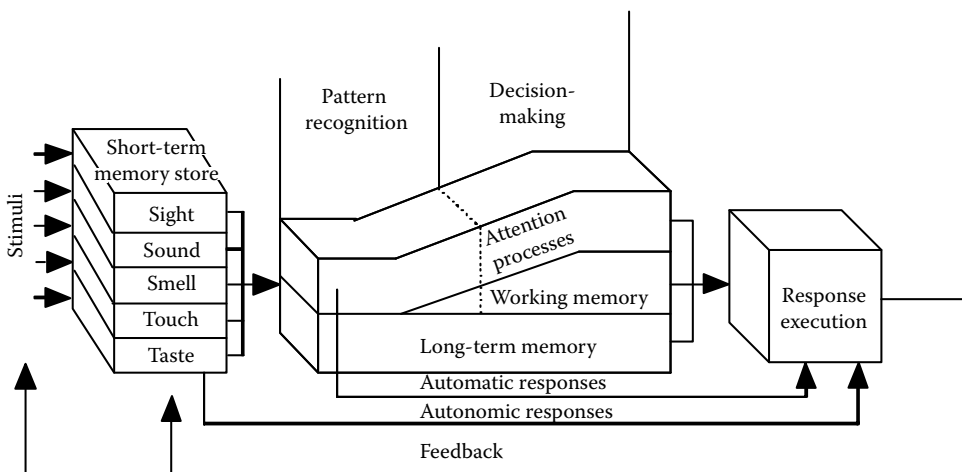 Pattern
recognition
Decision-
making
Stimuli
Short-term
memory store
Sight
Sound
Smell
Touch
Taste
Attention
processes
Working memory
Long-term memory
Response
execution
Automatic responses
Autonomic responses
Feedback